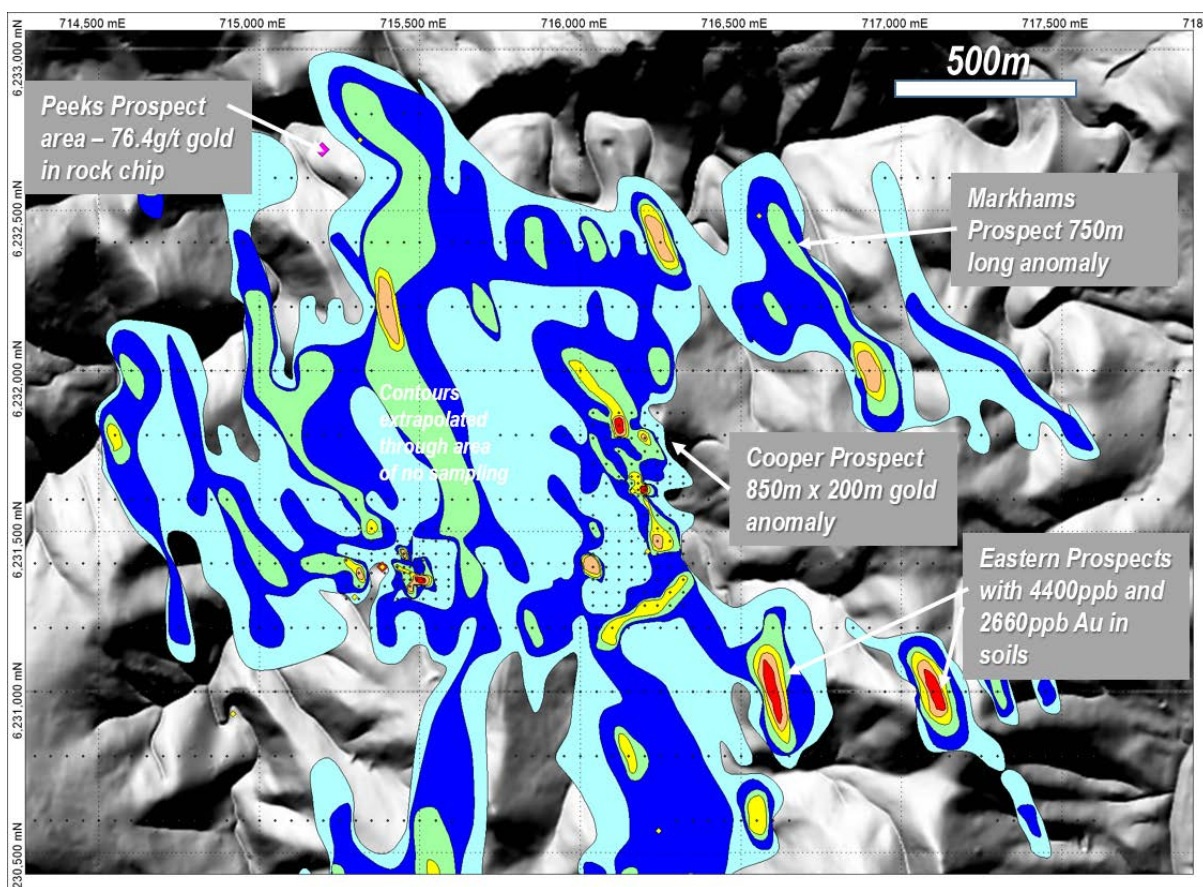 714,500 mE 715,000 mE 715,500 mE 716,000 mE 716,500 mE 717,000 mE 717,500 mE 718
6,233,000 mN
500m
Peeks Prospect
area – 76.4g/t gold
in rock chip
6,232,500 mN
Markhams
Prospect 750m
long anomaly
6,232,000 mN
Contours
extrapolated
through area
of no sampling
Cooper Prospect
850m x 200m gold
anomaly
6,231,500 mN
Eastern Prospects
with 4400ppb and
2660ppb Au in
soils
6,231,000 mN
230,500 mN